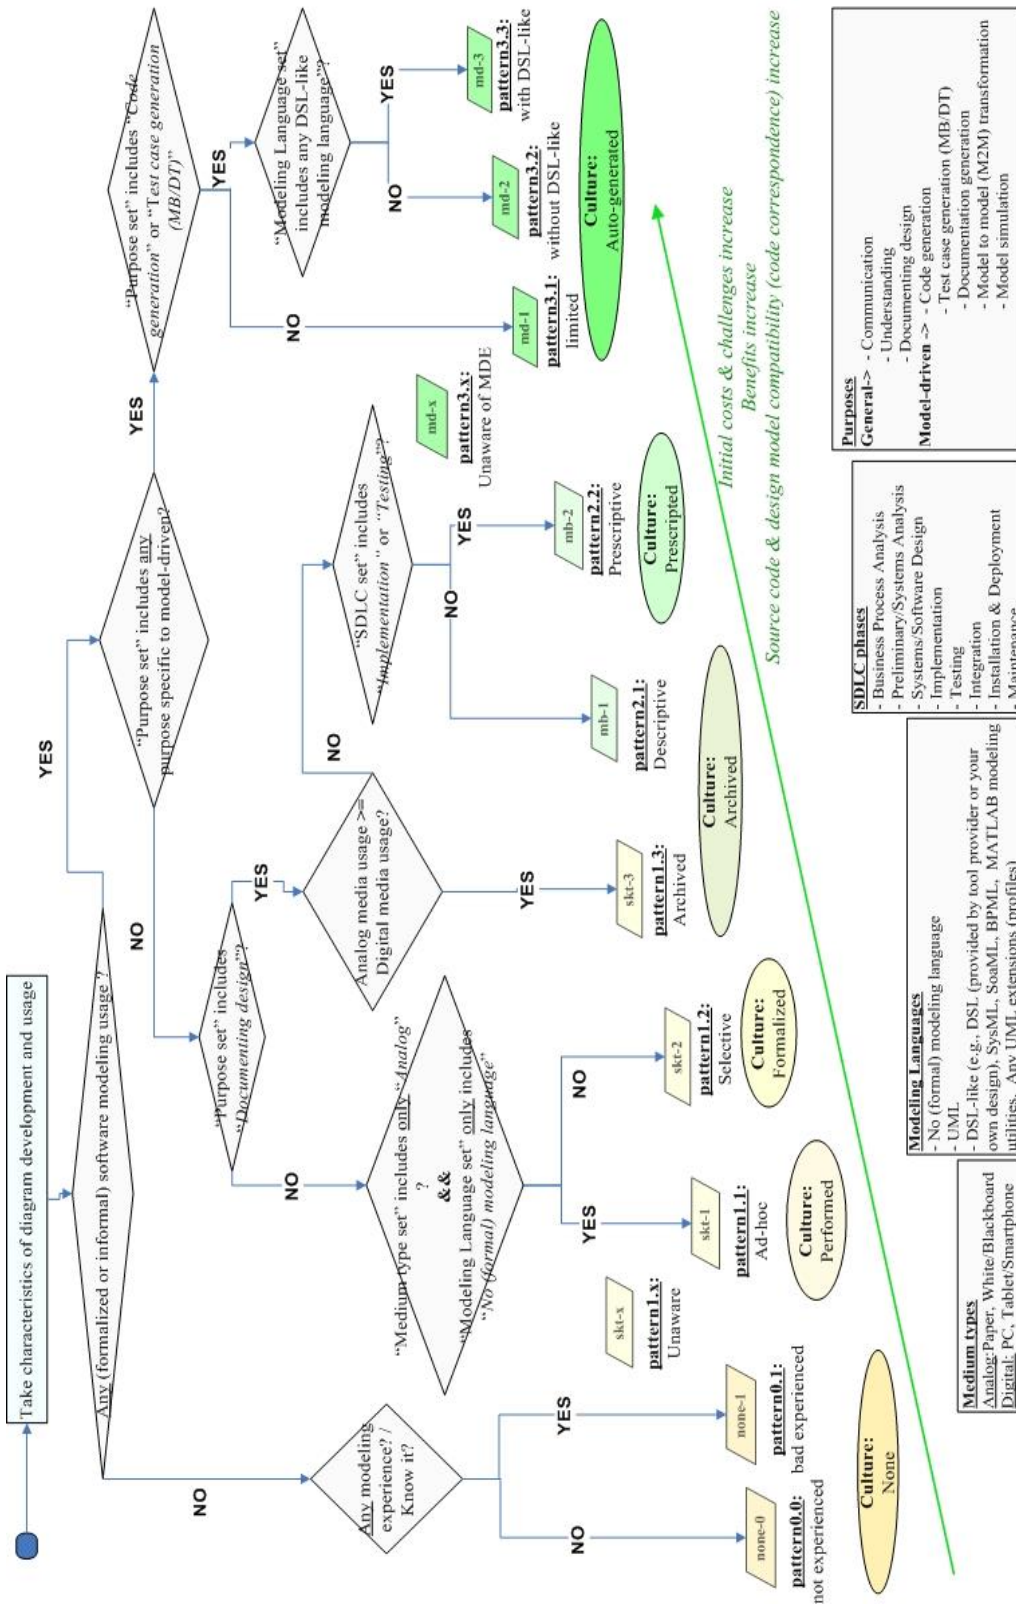 Take characteristics of diagram development and usage
Any (formalized or informal) software modeling usage ?
NO
YES
Any modeling
experience? /
Know it?
NO
YES
none-0
pattern0.0:
not experienced
none-1
pattern0.1:
bad experienced
Culture:
None
"Purpose set" includes any
purpose specific to model-driven?
NO
YES
"Purpose set" includes
"Documenting design"?
NO
YES
"Medium type set" includes only "Analog"
?
&&
"Modeling Language set" only includes
"No (formal) modeling language"
YES
NO
skt-x
pattern1.x:
Unaware
skt-1
pattern1.1:
Ad-hoc
Culture:
Performed
skt-2
pattern1.2:
Selective
Culture:
Formalized
Analog media usage >=
Digital media usage?
YES
NO
skt-3
pattern1.3:
Archived
Culture:
Archived
"SDLC set" includes
"Implementation " or "Testing"?
NO
YES
mb-1
pattern2.1:
Descriptive
mb-2
pattern2.2:
Prescriptive
Culture:
Prescripted
"Purpose set" includes "Code
generation" or "Test case generation
(MB/DT)"
NO
YES
"Modeling Language set"
includes any DSL-like
modeling language"?
NO
YES
md-x
pattern3.x:
Unaware of MDE
md-1
pattern3.1:
limited
md-2
pattern3.2:
without DSL-like
md-3
pattern3.3:
with DSL-like
Culture:
Auto-generated
Initial costs & challenges increase
Benefits increase
Source code & design model compatibility (code correspondence) increase
Medium types
Analog:Paper, White/Blackboard
Digital: PC, Tablet/Smartphone
Modeling Languages
- No (formal) modeling language
- UML
- DSL-like (e.g., DSL (provided by tool provider or your
own design), SysML, SoaML, BPML, MATLAB modeling
utilities, Any UML extensions (profiles)
SDLC phases
- Business Process Analysis
- Preliminary/Systems Analysis
- Systems/Software Design
- Implementation
- Testing
- Integration
- Installation & Deployment
- Maintenance
Purposes
General-> - Communication
- Understanding
- Documenting design
Model-driven -> - Code generation
- Test case generation (MB/DT)
- Documentation generation
- Model to model (M2M) transformation
- Model simulation